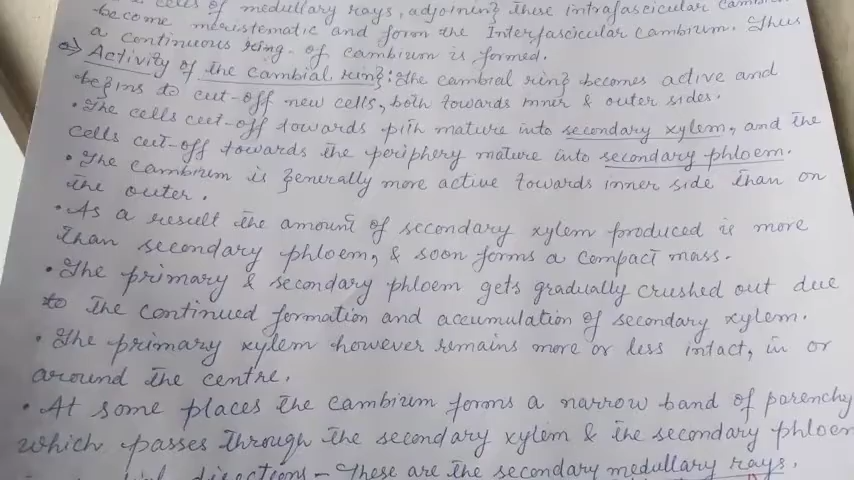 cells of medullary rays, adjoining these intrafascicular
become meristematic and form the Interfascicular cambium. Thus
a continuous ring of cambium is formed.
Activity of the cambial ring: The cambial ring becomes active and
begins to cut-off new cells, both towards inner & outer sides.
• The cells cut-off towards pith mature into secondary xylem, and the
cells cut-off towards the periphery mature into secondary phloem.
• The cambium is generally more active towards inner side than on
the outer.
• As a result the amount of secondary xylem produced is more
than secondary phloem, & soon forms a compact mass.
• The primary & secondary phloem gets gradually crushed out due
to the continued formation and accumulation of secondary xylem.
• The primary xylem however remains more or less intact, in or
around the centre.
• At some places the cambium forms a narrow band of parenchy
which passes through the secondary xylem & the secondary phloem
directions – These are the secondary medullary rays.